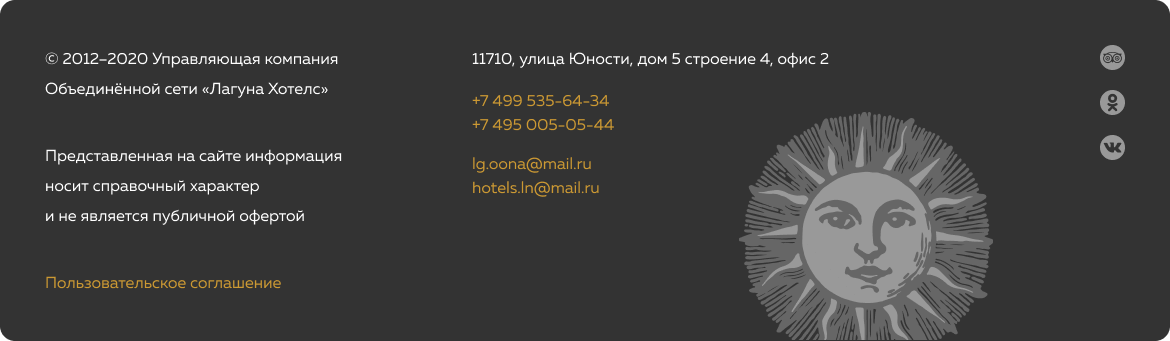 © 2012–2020 Управляющая компания
Объединённой сети «Лагуна Хотелс»
Представленная на сайте информация
носит справочный характер
и не является публичной офертой
Пользовательское соглашение
11710, улица Юности, дом 5 строение 4, офис 2
+7 499 535-64-34
+7 495 005-05-44
lg.oona@mail.ru
hotels.ln@mail.ru